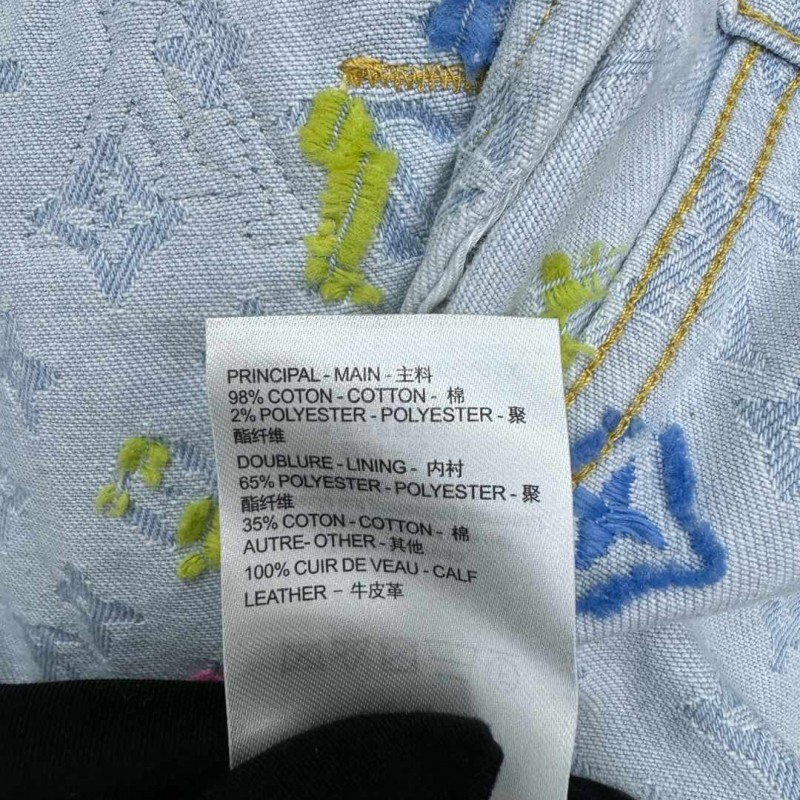 PRINCIPAL - MAIN - 主料
98% COTON - COTTON - 棉
2% POLYESTER - POLYESTER - 聚
酯纤维
DOUBLURE - LINING - 内衬
65% POLYESTER - POLYESTER - 聚
酯纤维
35% COTON - COTTON - 棉
AUTRE- OTHER - 其他
100% CUIR DE VEAU - CALF
LEATHER - 牛皮革